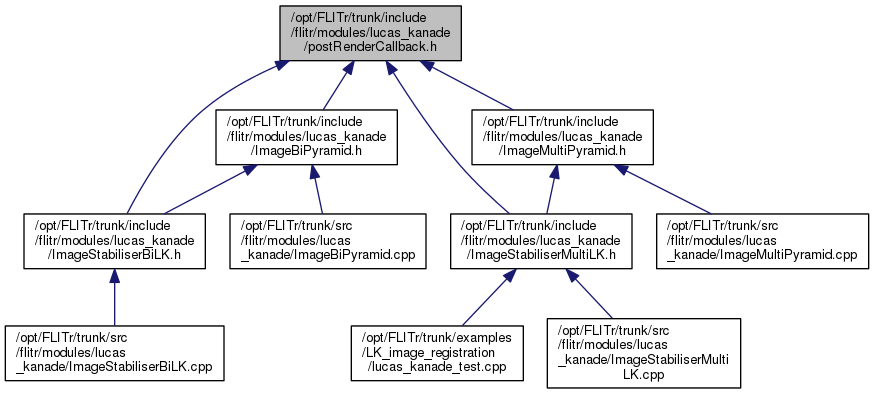 /opt/FLITr/trunk/include
/flitr/modules/lucas_kanade
/postRenderCallback.h
/opt/FLITr/trunk/include
/flitr/modules/lucas_kanade
/ImageBiPyramid.h
/opt/FLITr/trunk/include
/flitr/modules/lucas_kanade
/ImageMultiPyramid.h
/opt/FLITr/trunk/include
/flitr/modules/lucas_kanade
/ImageStabiliserBiLK.h
/opt/FLITr/trunk/src
/flitr/modules/lucas
_kanade/ImageBiPyramid.cpp
/opt/FLITr/trunk/include
/flitr/modules/lucas_kanade
/ImageStabiliserMultiLK.h
/opt/FLITr/trunk/src
/flitr/modules/lucas
_kanade/ImageMultiPyramid.cpp
/opt/FLITr/trunk/src
/flitr/modules/lucas
_kanade/ImageStabiliserBiLK.cpp
/opt/FLITr/trunk/examples
/LK_image_registration
/lucas_kanade_test.cpp
/opt/FLITr/trunk/src
/flitr/modules/lucas
_kanade/ImageStabiliserMulti
LK.cpp